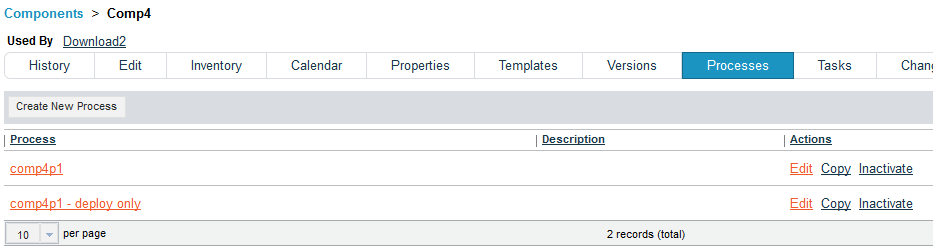 Components > Comp4
Used By Download2
History Edit Inventory Calendar Properties Templates Versions Processes Tasks
Create New Process
Process Description Actions
comp4p1 Edit Copy Inactivate
comp4p1 - deploy only Edit Copy Inactivate
10 per page 2 records (total)